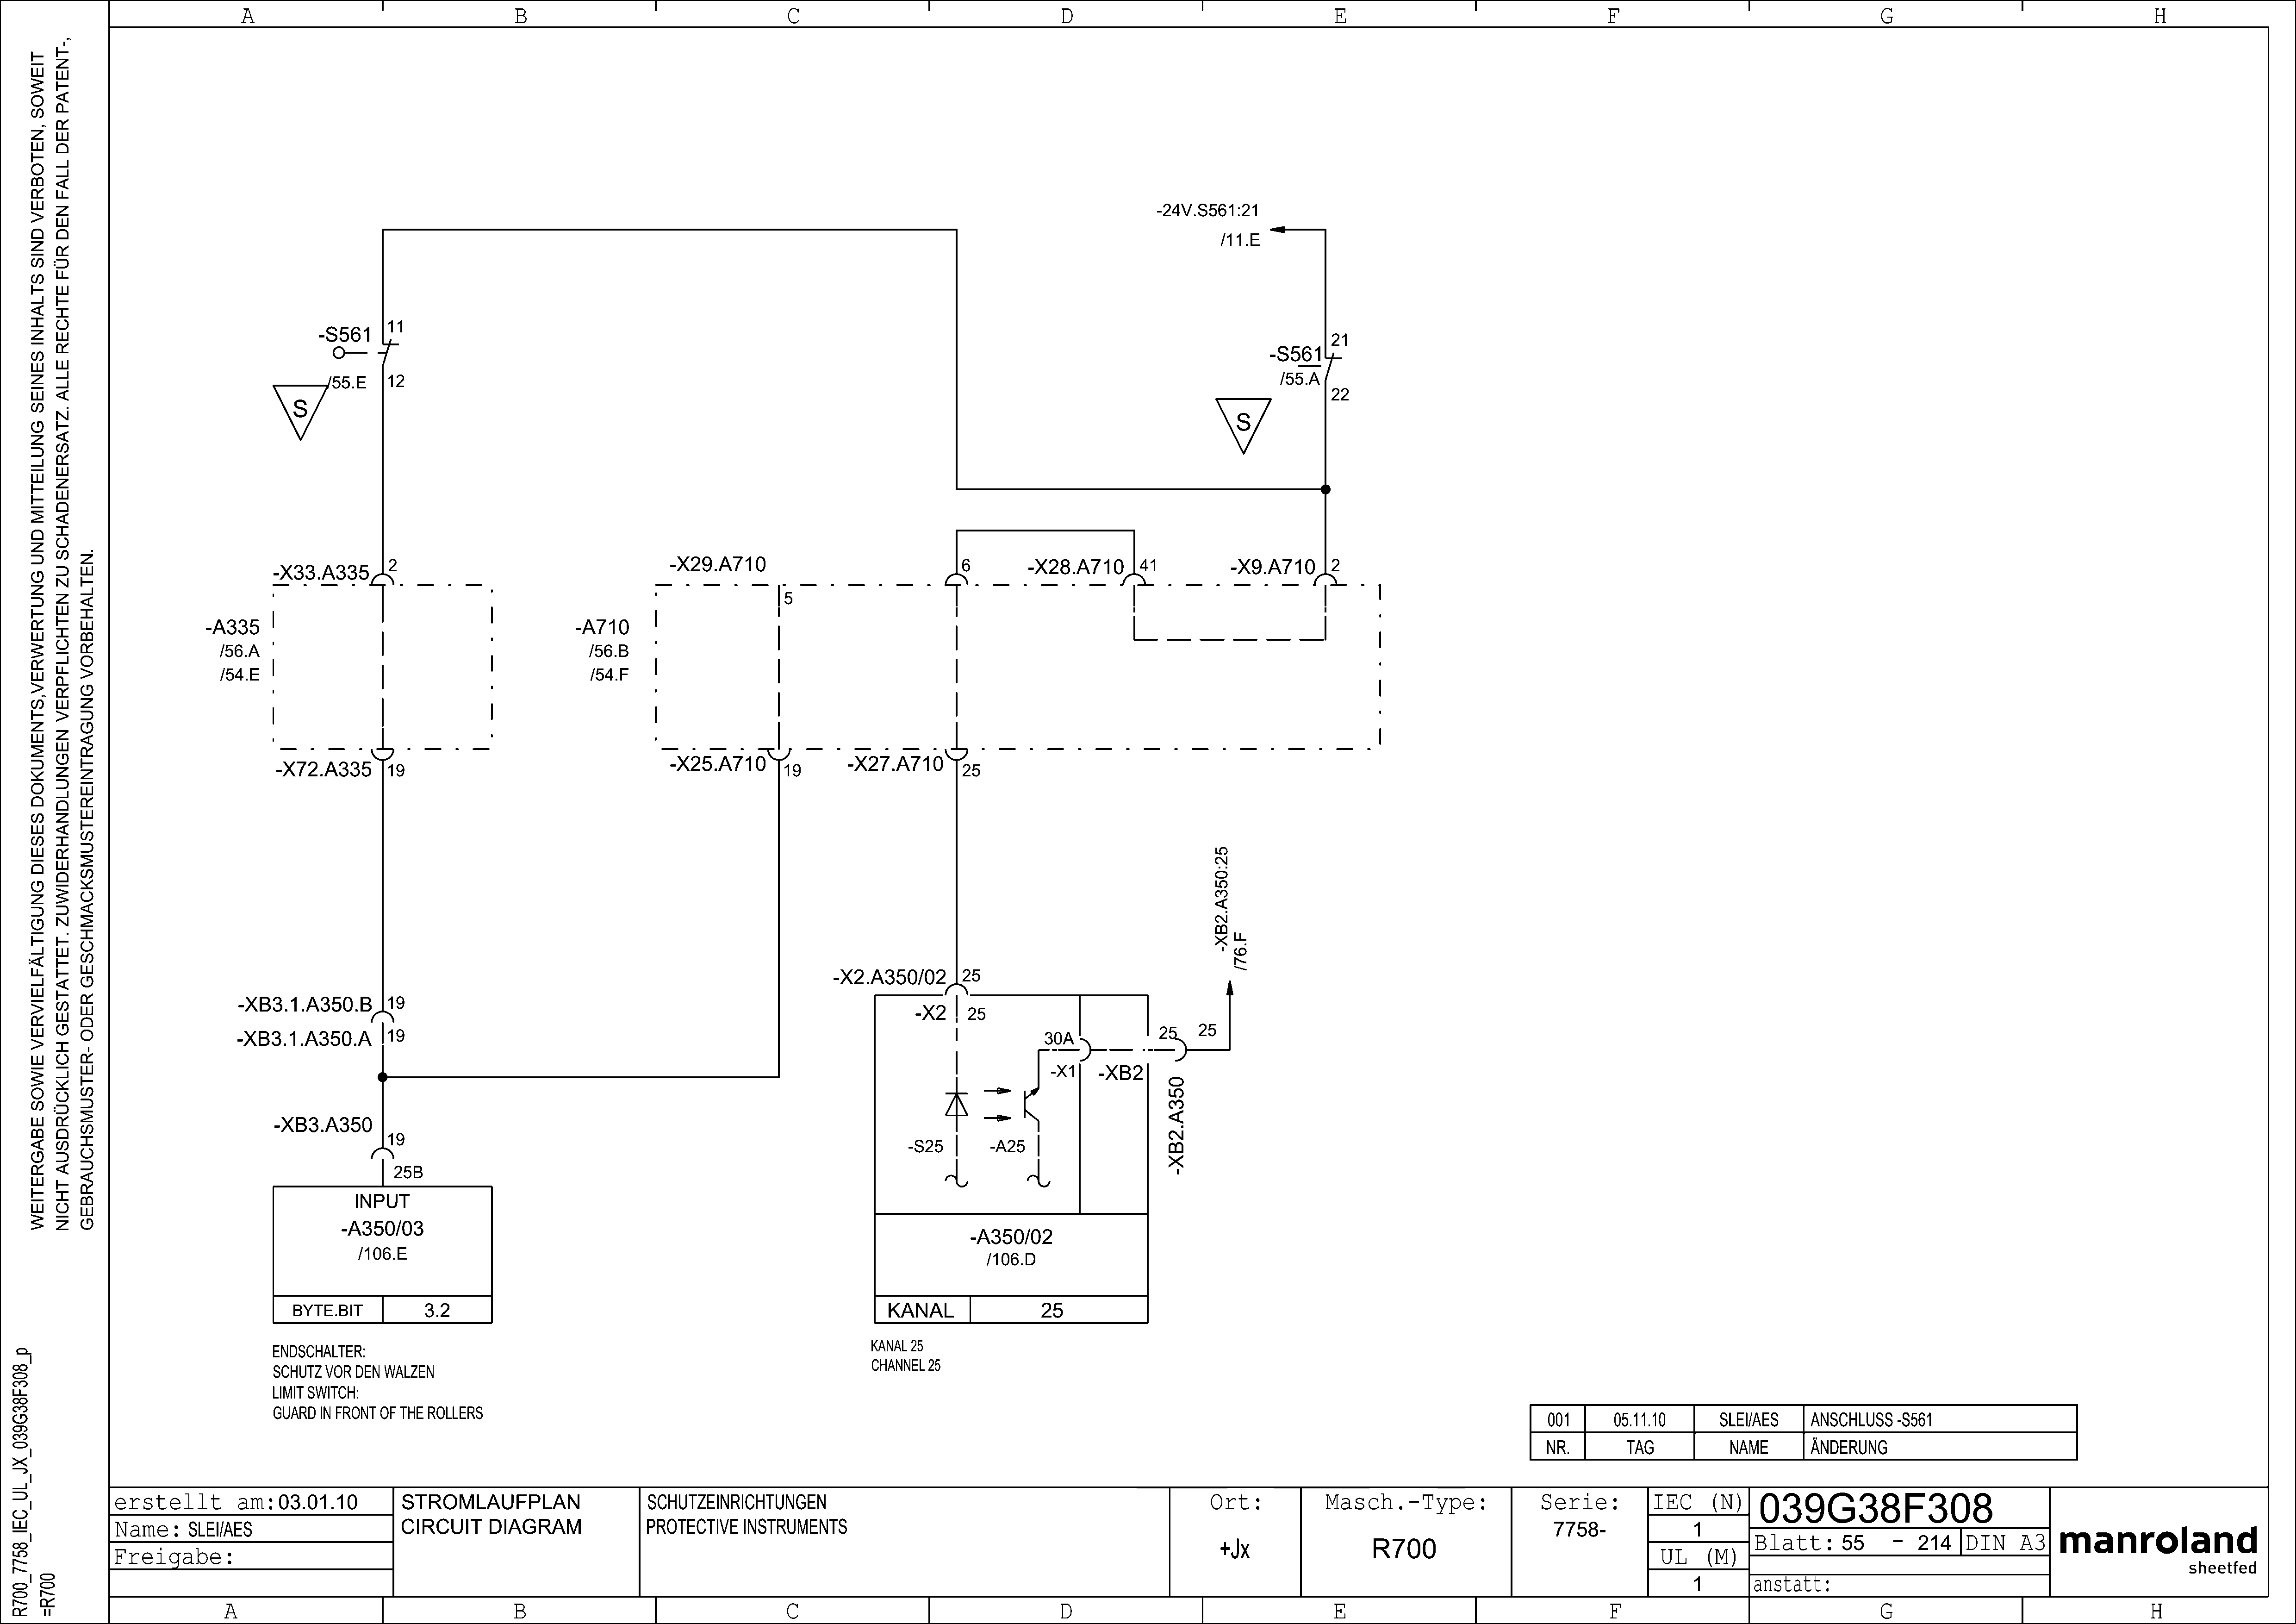 A B C D E F G H
WEITERGABE SOWIE VERVIELFÄLTIGUNG DIESES DOKUMENTS,VERWERTUNG UND MITTEILUNG SEINES INHALTS SIND VERBOTEN, SOWEIT
NICHT AUSDRÜCKLICH GESTATTET. ZUWIDERHANDLUNGEN VERPFLICHTEN ZU SCHADENERSATZ. ALLE RECHTE FÜR DEN FALL DER PATENT-,
GEBRAUCHSMUSTER- ODER GESCHMACKSMUSTEREINTRAGUNG VORBEHALTEN.
R700_7758_IEC_UL_JX_039G38F308_p
=R700
-24V.S561:21
/11.E
-S561
11
/55.E
12
S
-S561
21
/55.A
22
S
-X33.A335
2
-X29.A710
6
-X28.A710
41
-X9.A710
2
5
-A335
/56.A
/54.E
-A710
/56.B
/54.F
-X72.A335
19
-X25.A710
19
-X27.A710
25
-XB2.A350:25
/76.F
-XB3.1.A350.B
19
-XB3.1.A350.A
19
-X2.A350/02
25
-X2
25
30A
-X1
-XB2
25
25
-XB2.A350
-XB3.A350
19
25B
-S25
-A25
INPUT
-A350/03
/106.E
BYTE.BIT
3.2
-A350/02
/106.D
KANAL
25
ENDSCHALTER:
SCHUTZ VOR DEN WALZEN
LIMIT SWITCH:
GUARD IN FRONT OF THE ROLLERS
KANAL 25
CHANNEL 25
001 05.11.10 SLEI/AES ANSCHLUSS -S561
NR. TAG NAME ÄNDERUNG
erstellt am: 03.01.10
Name: SLEI/AES
Freigabe:
STROMLAUFPLAN
CIRCUIT DIAGRAM
SCHUTZEINRICHTUNGEN
PROTECTIVE INSTRUMENTS
Ort:
+Jx
Masch.-Type:
R700
Serie:
7758-
IEC (N)
1
UL (M)
1
039G38F308
Blatt: 55 - 214 DIN A3
anstatt:
manroland
sheetfed
A B C D E F G H